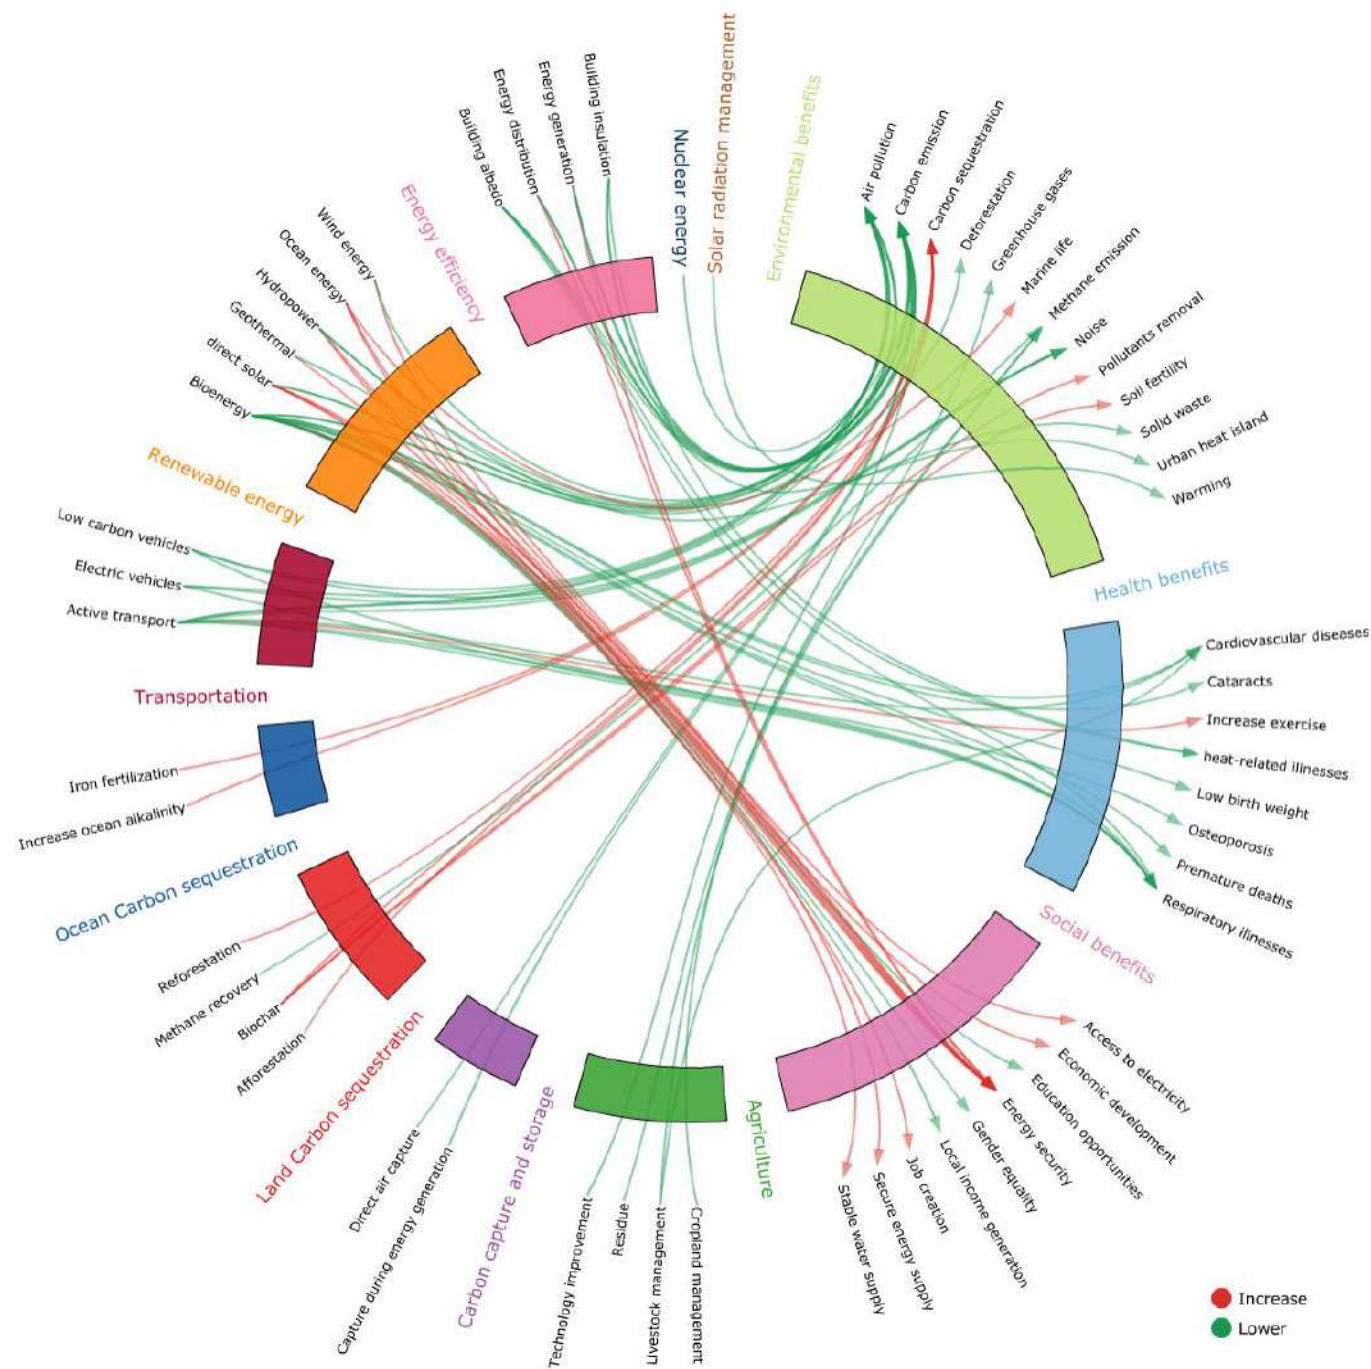 Building albedo
Energy distribution
Energy generation
Building insulation
Nuclear energy
Solar radiation management
Environmental benefits
Air pollution
Carbon emission
Carbon sequestration
Deforestation
Greenhouse gases
Marine life
Methane emission
Noise
Pollutants removal
Soil fertility
Solid waste
Urban heat island
Warming
Health benefits
Cardiovascular diseases
Cataracts
Increase exercise
heat-related illnesses
Low birth weight
Osteoporosis
Premature deaths
Respiratory illnesses
Social benefits
Access to electricity
Economic development
Education opportunities
Energy security
Gender equality
Local income generation
Job creation
Secure energy supply
Stable water supply
Agriculture
Cropland management
Livestock management
Residue
Technology improvement
Carbon capture and storage
Capture during energy generation
Direct air capture
Land Carbon sequestration
Afforestation
Biochar
Methane recovery
Reforestation
Ocean Carbon sequestration
Increase ocean alkalinity
Iron fertilization
Transportation
Active transport
Electric vehicles
Low carbon vehicles
Renewable energy
Bioenergy
direct solar
Geothermal
Hydropower
Ocean energy
Wind energy
Energy efficiency
Increase
Lower